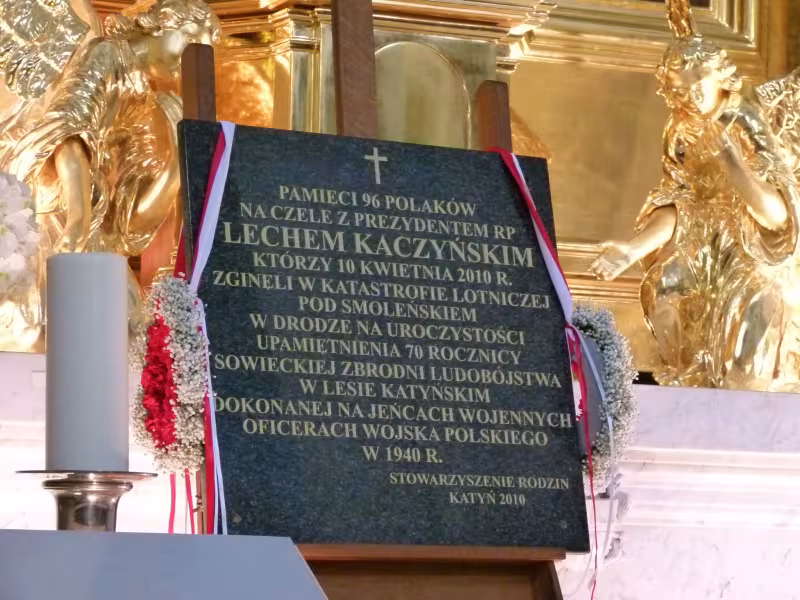 PAMIECI 96 POLAKÓW
NA CZELE Z PREZYDENTEM RP
LECHEM KACZYŃSKIM
KTÓRZY 10 KWIETNIA 2010 R.
ZGINELI W KATASTROFIE LOTNICZEJ
POD SMOLEŃSKIEM
W DRODZE NA UROCZYSTOŚCI
UPAMIĘTNIENIA 70 ROCZNICY
SOWIECKIEJ ZBRODNI LUDOBÓJSTWA
W LESIE KATYŃSKIM
DOKONANEJ NA JEŃCACH WOJENNYCH
OFICERACH WOJSKA POLSKIEGO
W 1940 R.
STOWARZYSZENIE RODZIN
KATYŃ 2010